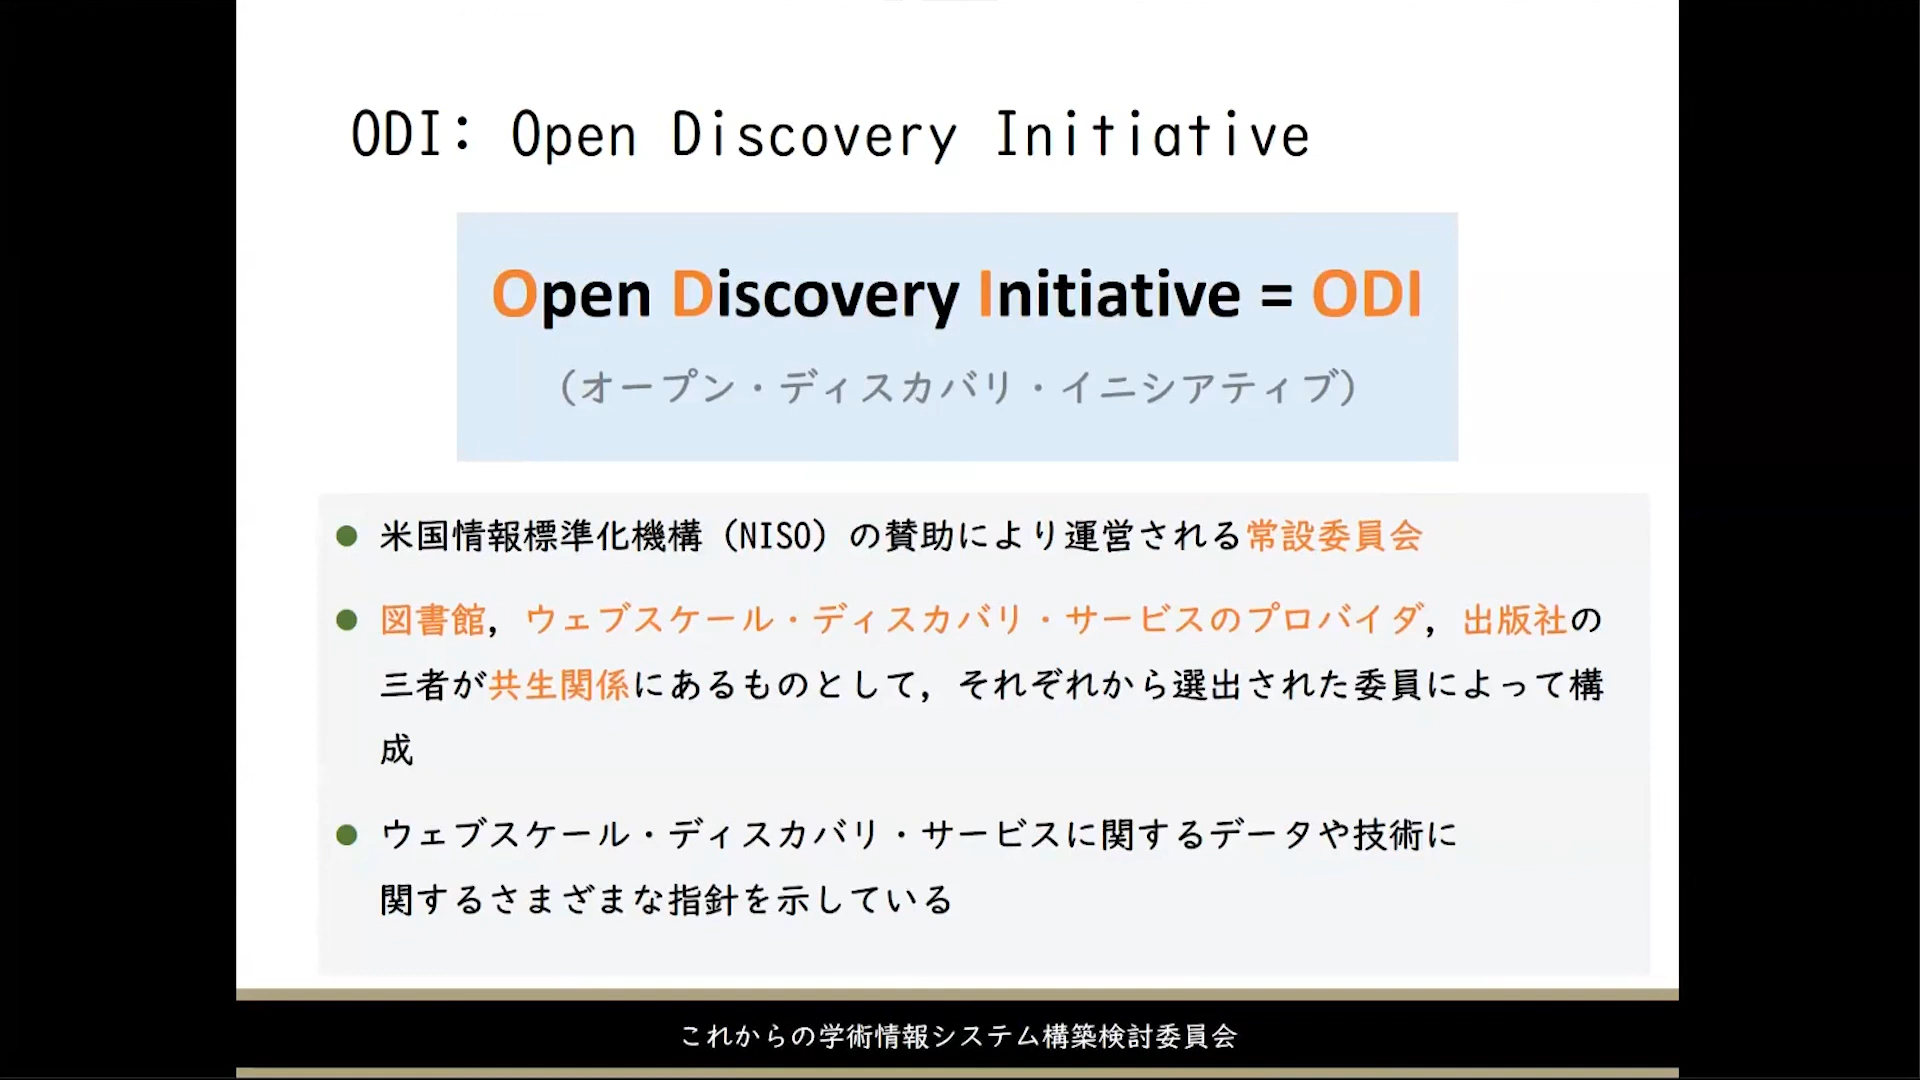 ODI: Open Discovery Initiative
Open Discovery Initiative = ODI
（オープン・ディスカバリ・イニシアティブ）
● 米国情報標準化機構（NISO）の賛助により運営される常設委員会
● 図書館，ウェブスケール・ディスカバリ・サービスのプロバイダ，出版社の
三者が共生関係にあるものとして，それぞれから選出された委員によって構
成
● ウェブスケール・ディスカバリ・サービスに関するデータや技術に
関するさまざまな指針を示している
これからの学術情報システム構築検討委員会